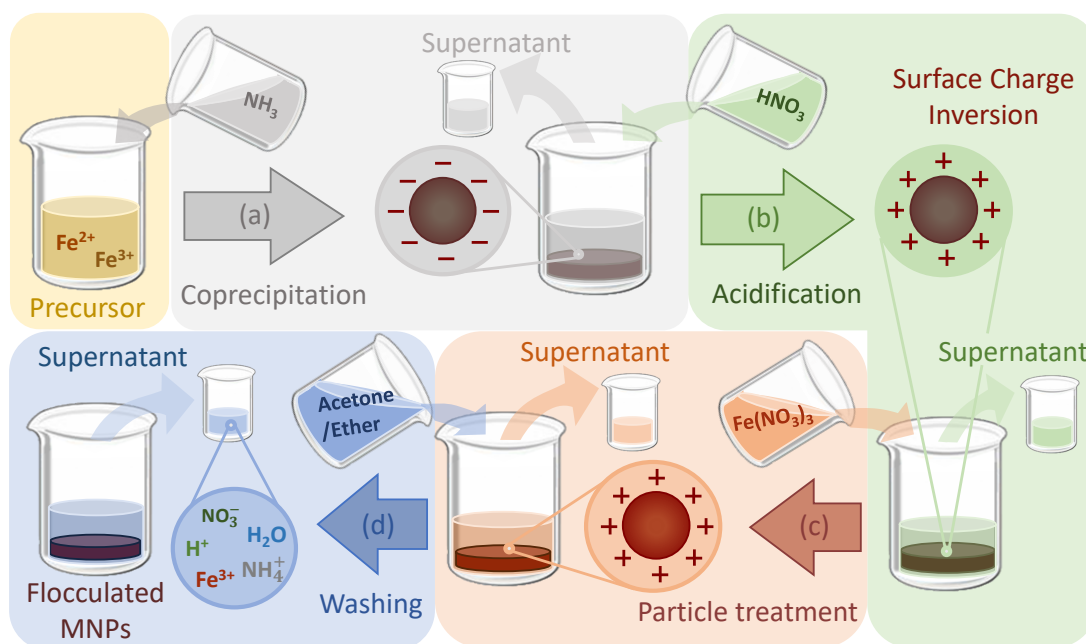 Supernatant
NH₃
HNO₃
Surface Charge
Inversion
− − − − − − − −
+ + + + + + + +
(a)
(b)
Fe²⁺
Fe³⁺
Precursor
Coprecipitation
Acidification
Supernatant
Supernatant
Supernatant
Acetone
/Ether
Fe(NO₃)₃
+ + + + + + + +
(d)
(c)
NO₃⁻
H₂O
H⁺
Fe³⁺
NH₄⁺
Flocculated
MNPs
Washing
Particle treatment